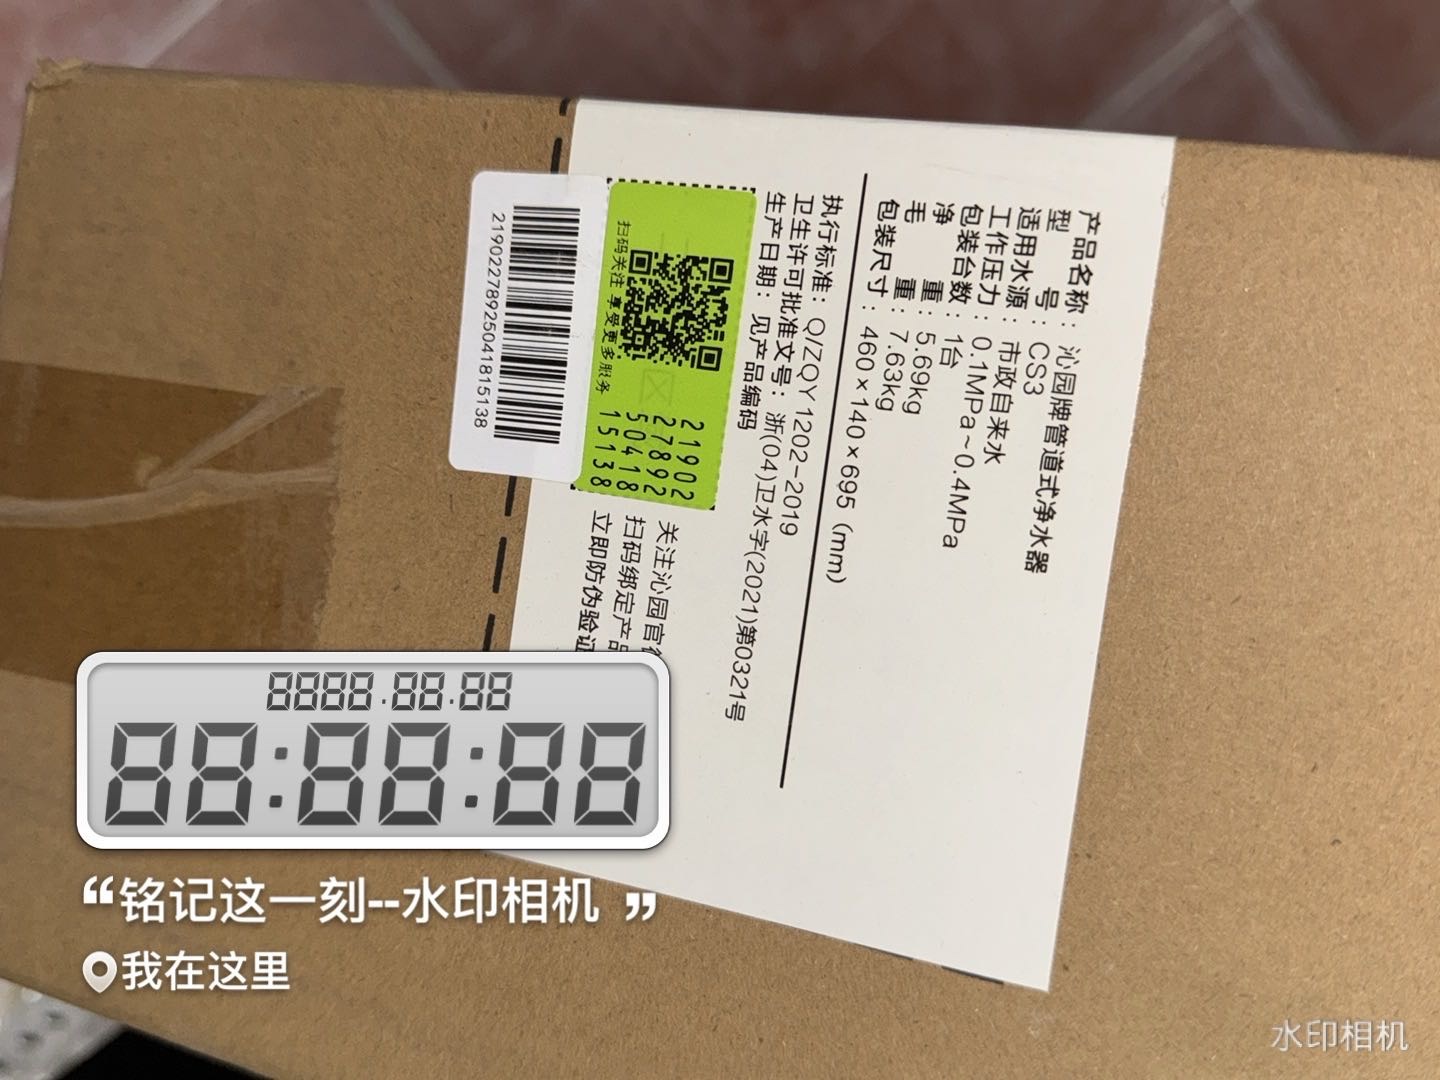 产品名称：沁园牌管道式净水器
型 号：CS3
适用水源：市政自来水
工作压力：0.1MPa~0.4MPa
包装台数：1台
净 重：5.69kg
毛 重：7.63kg
包装尺寸：460×140×695（mm）
执行标准：Q/ZQY 1202-2019
卫生许可批准文号：浙(04)卫水字(2021)第0321号
生产日期：见产品编码
扫码关注 享受更多服务
21902
27892
50418
15138
21902278925041815138
关注沁园官
扫码绑定产品
立即防伪验证
8888.88.88
88:88:88
“铭记这一刻--水印相机 ”
我在这里
水印相机